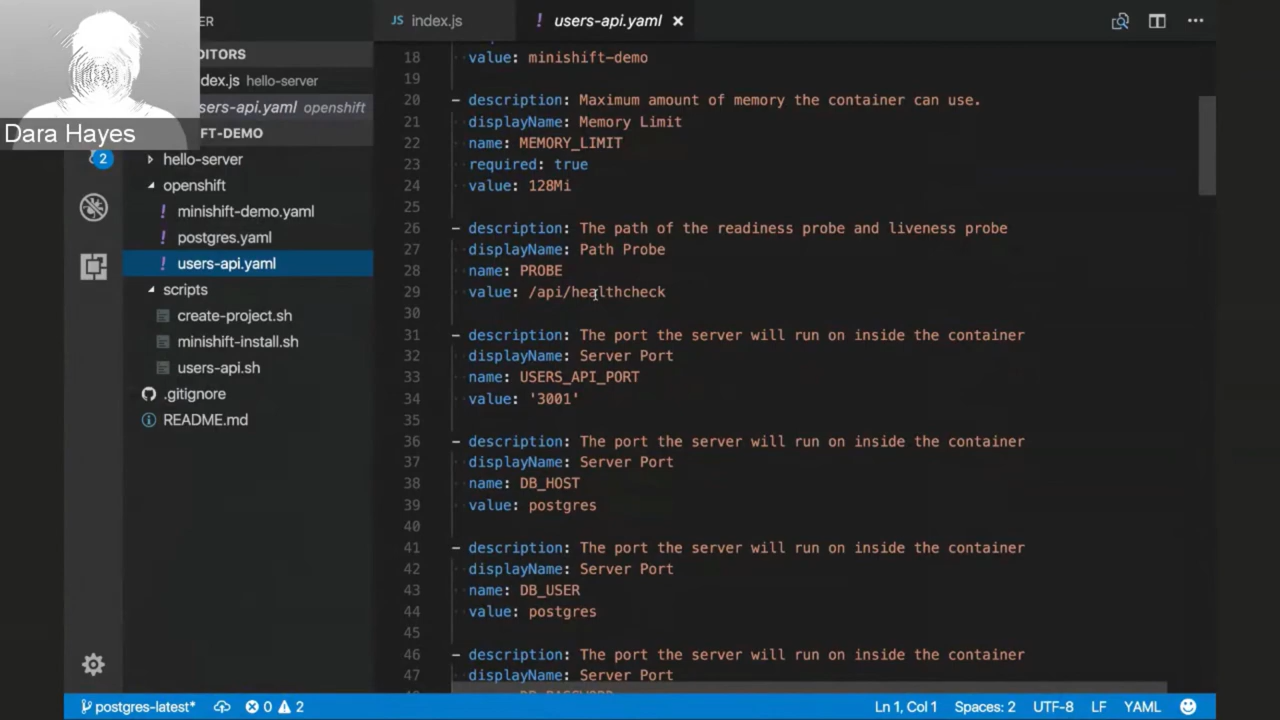 ER
JS index.js
! users-api.yaml ×
...
DITORS
dex.js hello-server
sers-api.yaml openshift
Dara Hayes
FT-DEMO
2
hello-server
openshift
! minishift-demo.yaml
! postgres.yaml
! users-api.yaml
scripts
create-project.sh
minishift-install.sh
users-api.sh
.gitignore
README.md
18 value: minishift-demo
19
20 - description: Maximum amount of memory the container can use.
21 displayName: Memory Limit
22 name: MEMORY_LIMIT
23 required: true
24 value: 128Mi
25
26 - description: The path of the readiness probe and liveness probe
27 displayName: Path Probe
28 name: PROBE
29 value: /api/healthcheck
30
31 - description: The port the server will run on inside the container
32 displayName: Server Port
33 name: USERS_API_PORT
34 value: '3001'
35
36 - description: The port the server will run on inside the container
37 displayName: Server Port
38 name: DB_HOST
39 value: postgres
40
41 - description: The port the server will run on inside the container
42 displayName: Server Port
43 name: DB_USER
44 value: postgres
45
46 - description: The port the server will run on inside the container
47 displayName: Server Port
postgres-latest* 0 2
Ln 1, Col 1 Spaces: 2 UTF-8 LF YAML